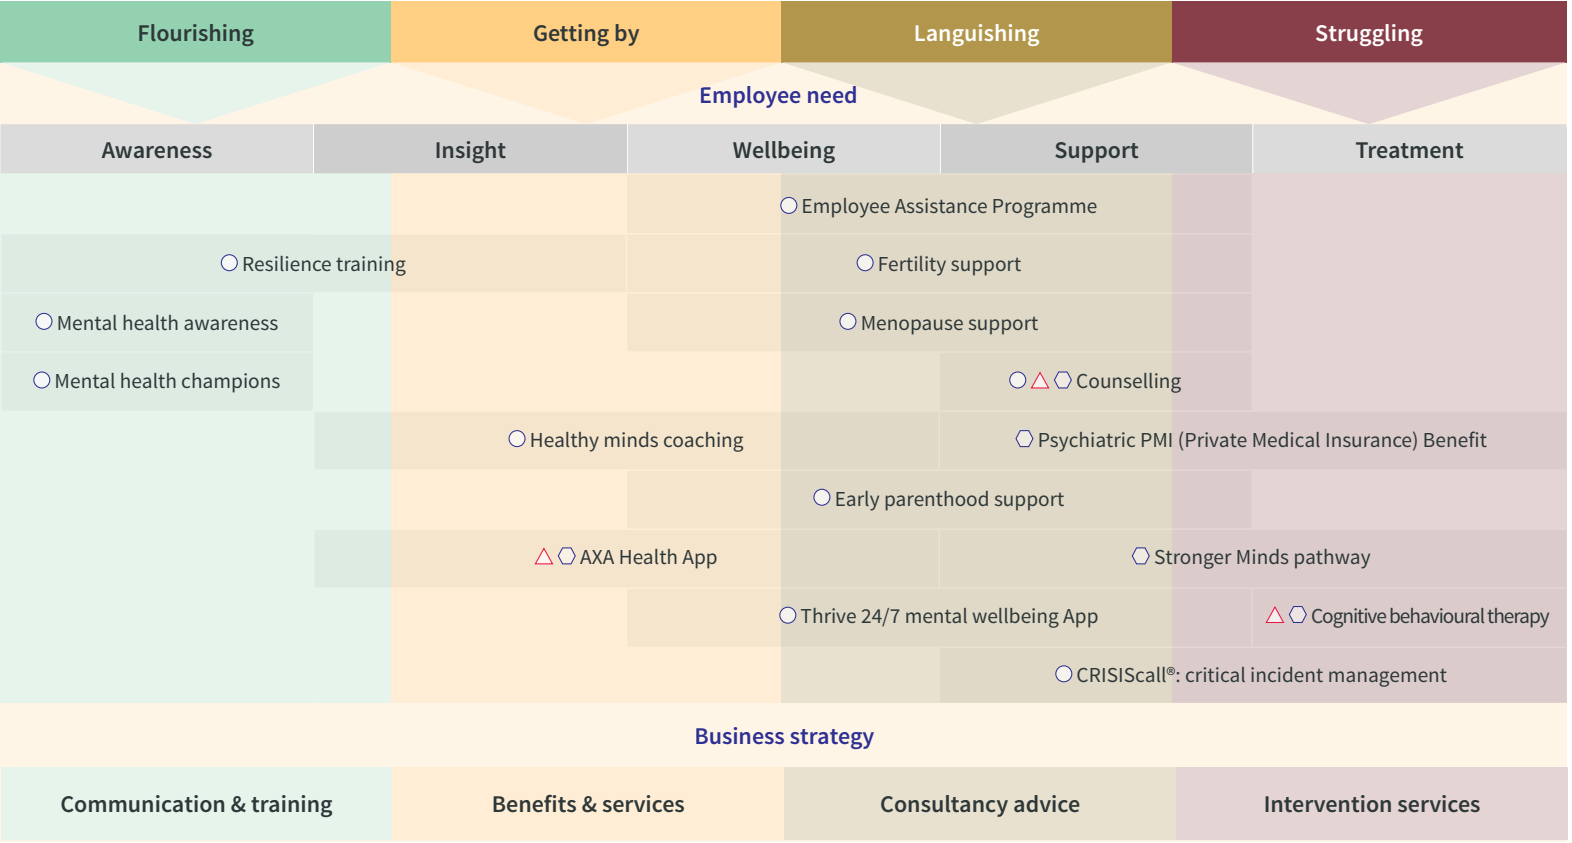 Flourishing
Getting by
Languishing
Struggling
Employee need
Awareness
Insight
Wellbeing
Support
Treatment
Employee Assistance Programme
Resilience training
Fertility support
Mental health awareness
Menopause support
Mental health champions
Counselling
Healthy minds coaching
Psychiatric PMI (Private Medical Insurance) Benefit
Early parenthood support
AXA Health App
Stronger Minds pathway
Thrive 24/7 mental wellbeing App
Cognitive behavioural therapy
CRISIScall®: critical incident management
Business strategy
Communication & training
Benefits & services
Consultancy advice
Intervention services